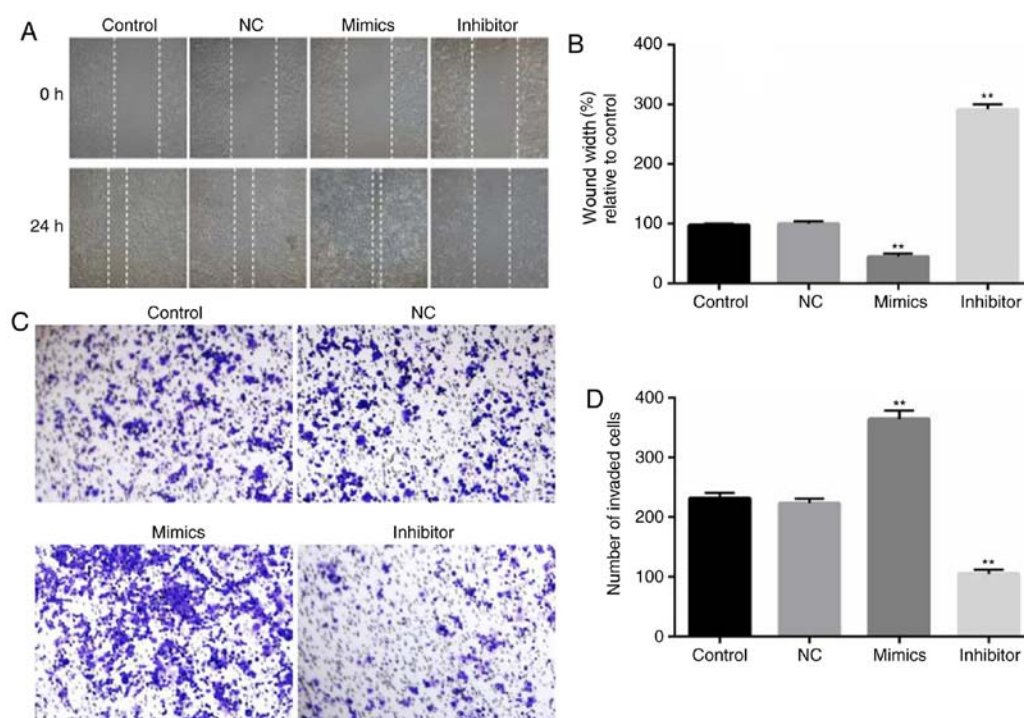 A
Control NC Mimics Inhibitor
0 h
24 h
B
Wound width (%)
relative to control
400
300
200
100
0
Control NC Mimics Inhibitor
**
**
C
Control NC
Mimics Inhibitor
D
Number of invaded cells
400
300
200
100
0
Control NC Mimics Inhibitor
**
**